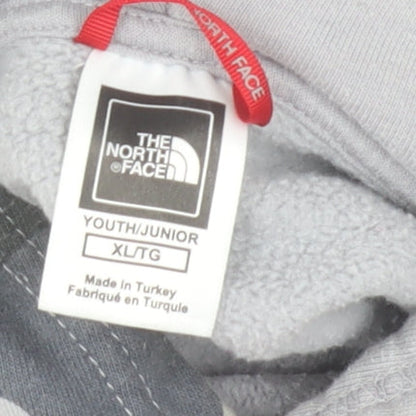 NORTH FACE
THE
NORTH
FACE
YOUTH/JUNIOR
XL/TG
Made in Turkey
Fabriqué en Turquie